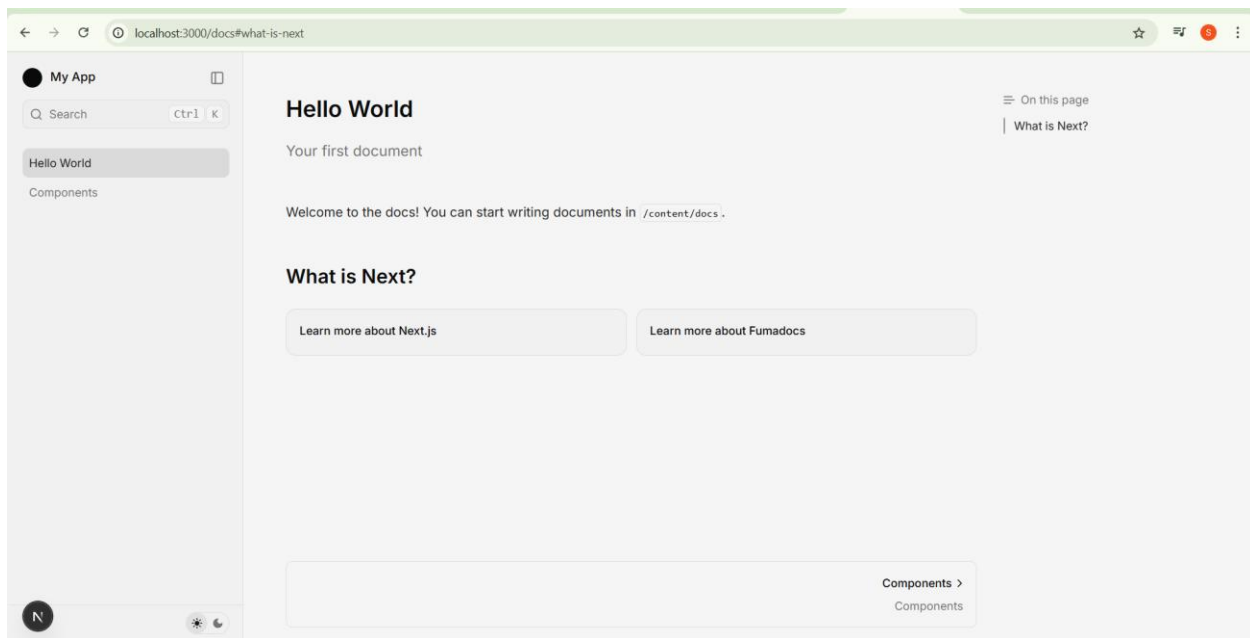 localhost:3000/docs#what-is-next
S
My App
Search Ctrl K
Hello World
Components
Hello World
Your first document
Welcome to the docs! You can start writing documents in /content/docs.
What is Next?
Learn more about Next.js
Learn more about Fumadocs
Components >
Components
On this page
What is Next?
N